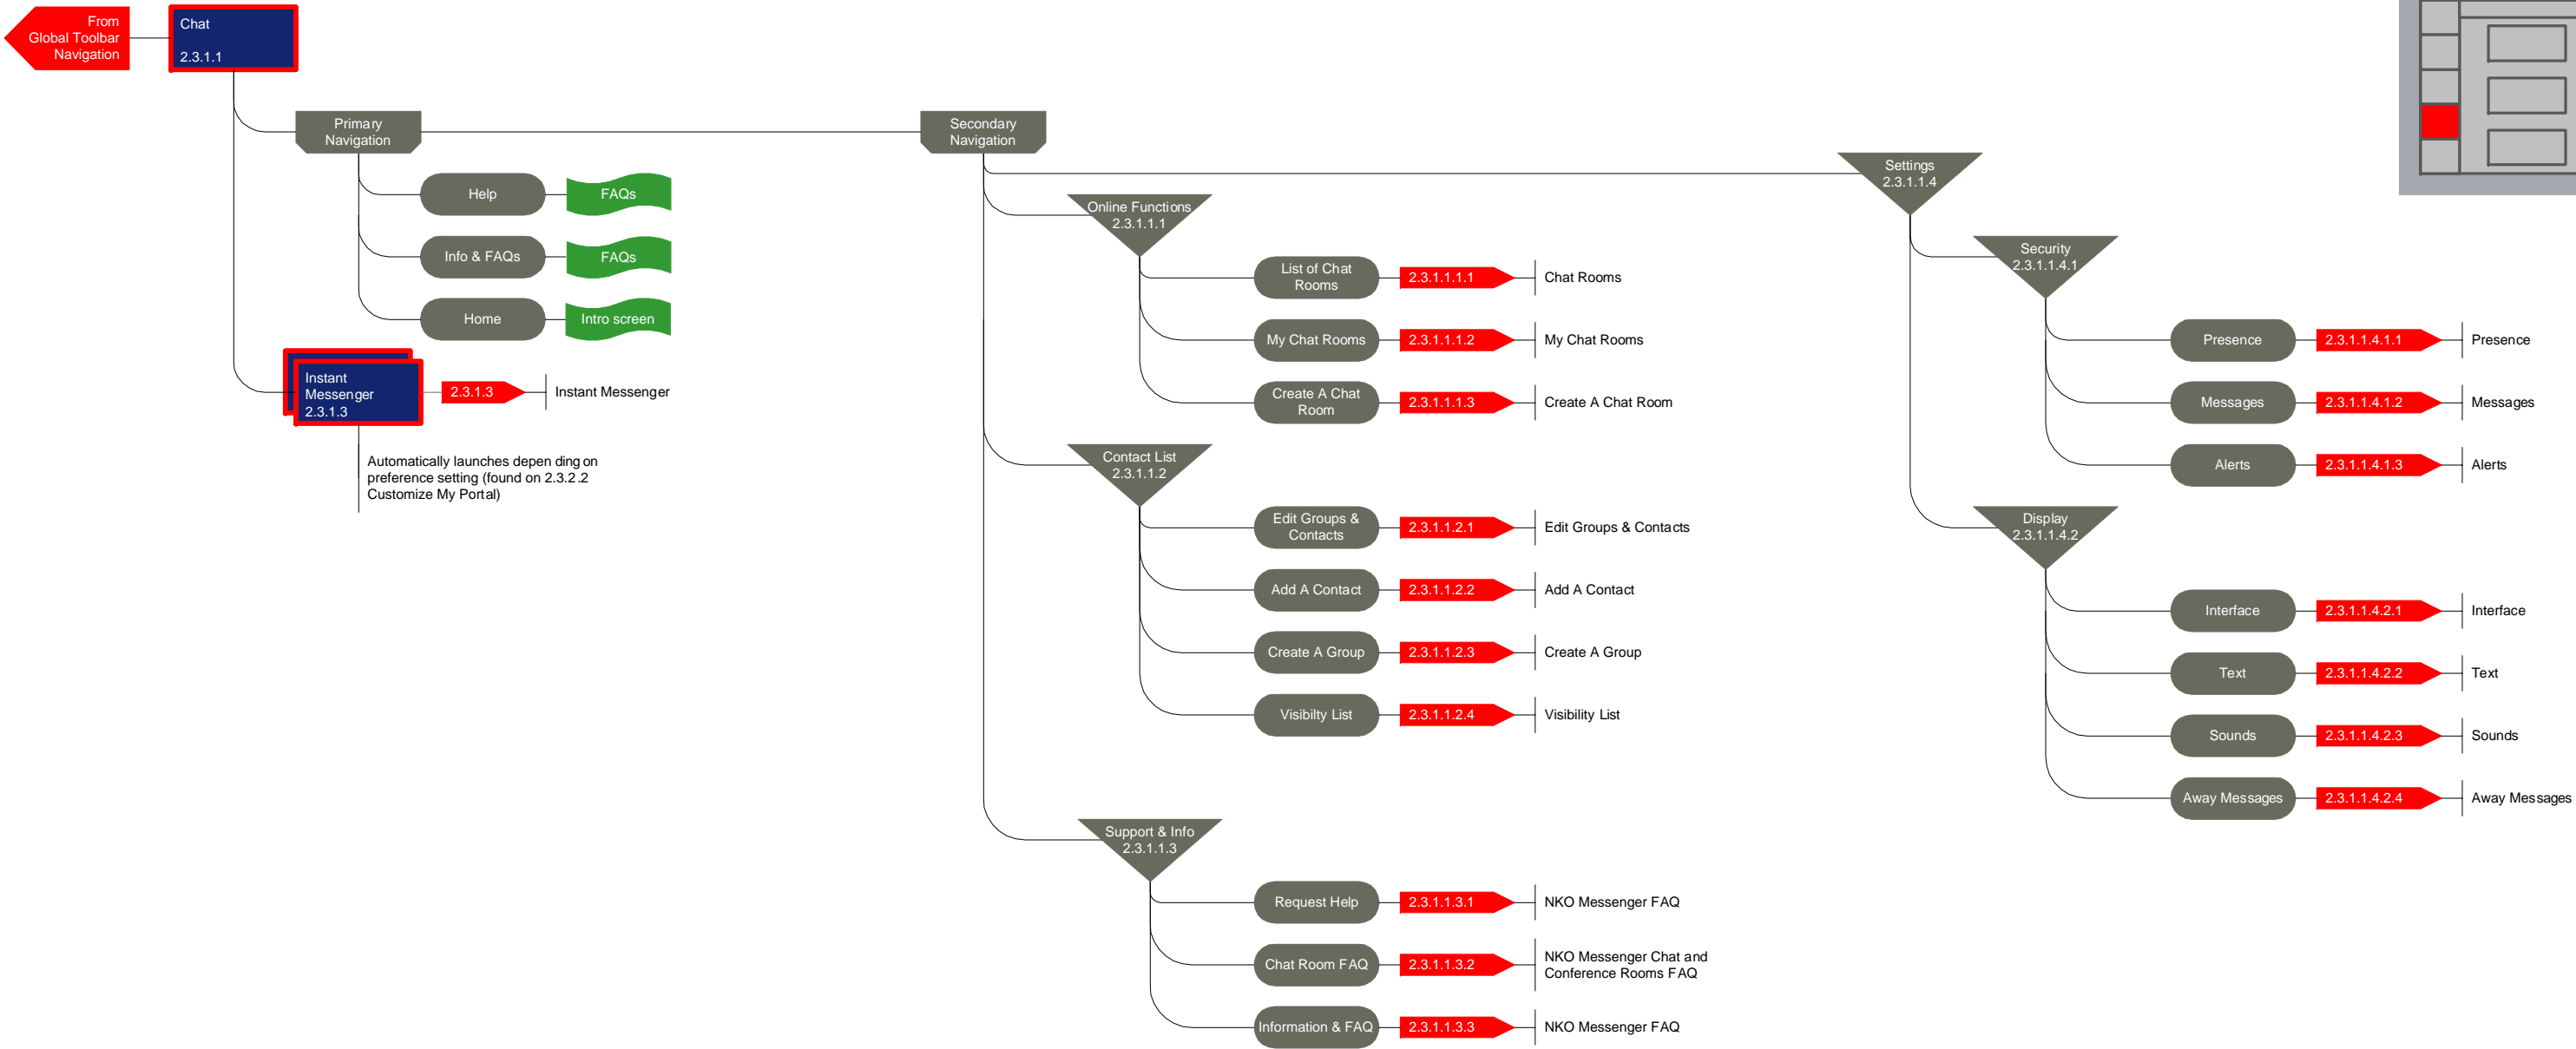 From
Global Toolbar
Navigation
Chat
2.3.1.1
Primary
Navigation
Help
FAQs
Info & FAQs
FAQs
Home
Intro screen
Instant
Messenger
2.3.1.3
2.3.1.3
Instant Messenger
Automatically launches depending on
preference setting (found on 2.3.2.2
Customize My Portal)
Secondary
Navigation
Online Functions
2.3.1.1.1
List of Chat
Rooms
2.3.1.1.1.1
Chat Rooms
My Chat Rooms
2.3.1.1.1.2
My Chat Rooms
Create A Chat
Room
2.3.1.1.1.3
Create A Chat Room
Contact List
2.3.1.1.2
Edit Groups &
Contacts
2.3.1.1.2.1
Edit Groups & Contacts
Add A Contact
2.3.1.1.2.2
Add A Contact
Create A Group
2.3.1.1.2.3
Create A Group
Visibilty List
2.3.1.1.2.4
Visibility List
Support & Info
2.3.1.1.3
Request Help
2.3.1.1.3.1
NKO Messenger FAQ
Chat Room FAQ
2.3.1.1.3.2
NKO Messenger Chat and
Conference Rooms FAQ
Information & FAQ
2.3.1.1.3.3
NKO Messenger FAQ
Settings
2.3.1.1.4
Security
2.3.1.1.4.1
Presence
2.3.1.1.4.1.1
Presence
Messages
2.3.1.1.4.1.2
Messages
Alerts
2.3.1.1.4.1.3
Alerts
Display
2.3.1.1.4.2
Interface
2.3.1.1.4.2.1
Interface
Text
2.3.1.1.4.2.2
Text
Sounds
2.3.1.1.4.2.3
Sounds
Away Messages
2.3.1.1.4.2.4
Away Messages